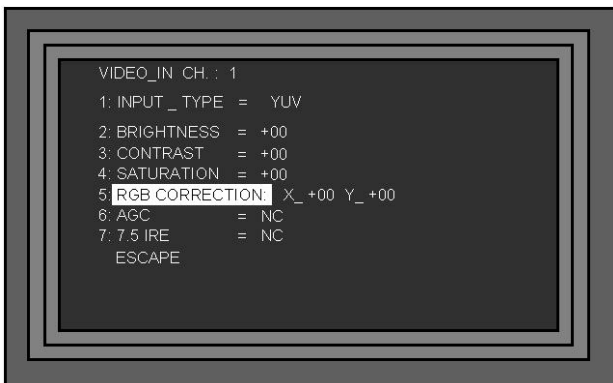 VIDEO_IN CH. : 1
1: INPUT _ TYPE = YUV
2: BRIGHTNESS = +00
3: CONTRAST = +00
4: SATURATION = +00
5: RGB CORRECTION: X_ +00 Y_ +00
6: AGC = NC
7: 7.5 IRE = NC
ESCAPE